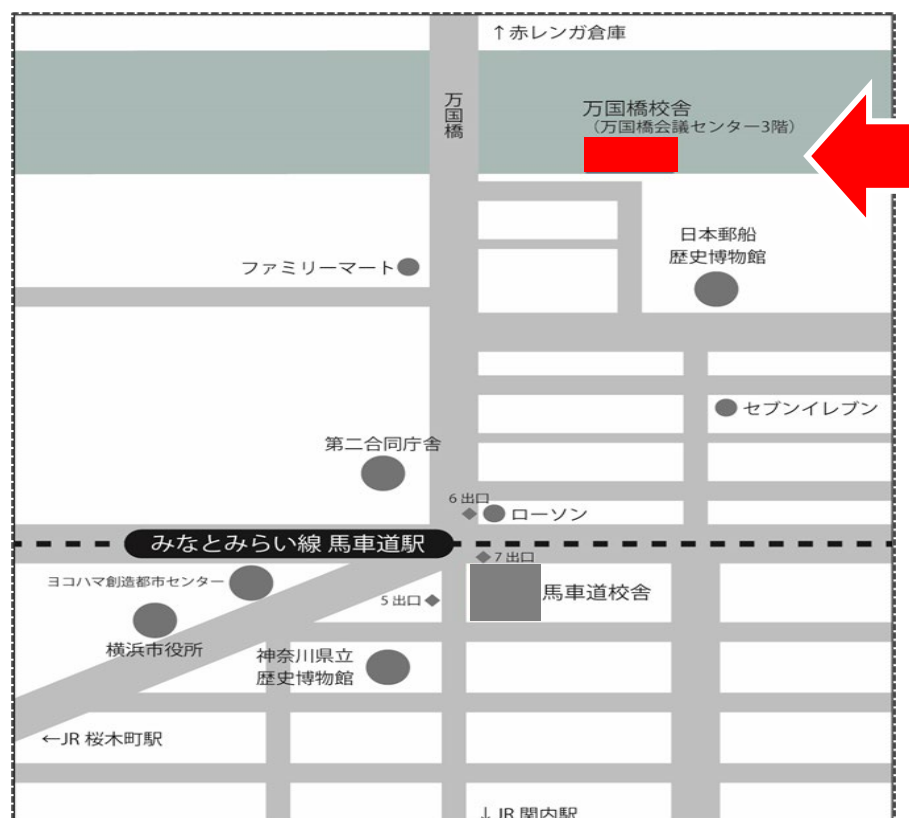 ↑赤レンガ倉庫
万国橋
万国橋校舎
（万国橋会議センター3階）
日本郵船
歴史博物館
ファミリーマート
セブンイレブン
第二合同庁舎
6出口
ローソン
みなとみらい線 馬車道駅
7出口
ヨコハマ創造都市センター
5出口
馬車道校舎
横浜市役所
神奈川県立
歴史博物館
←JR 桜木町駅
↓JR 関内駅